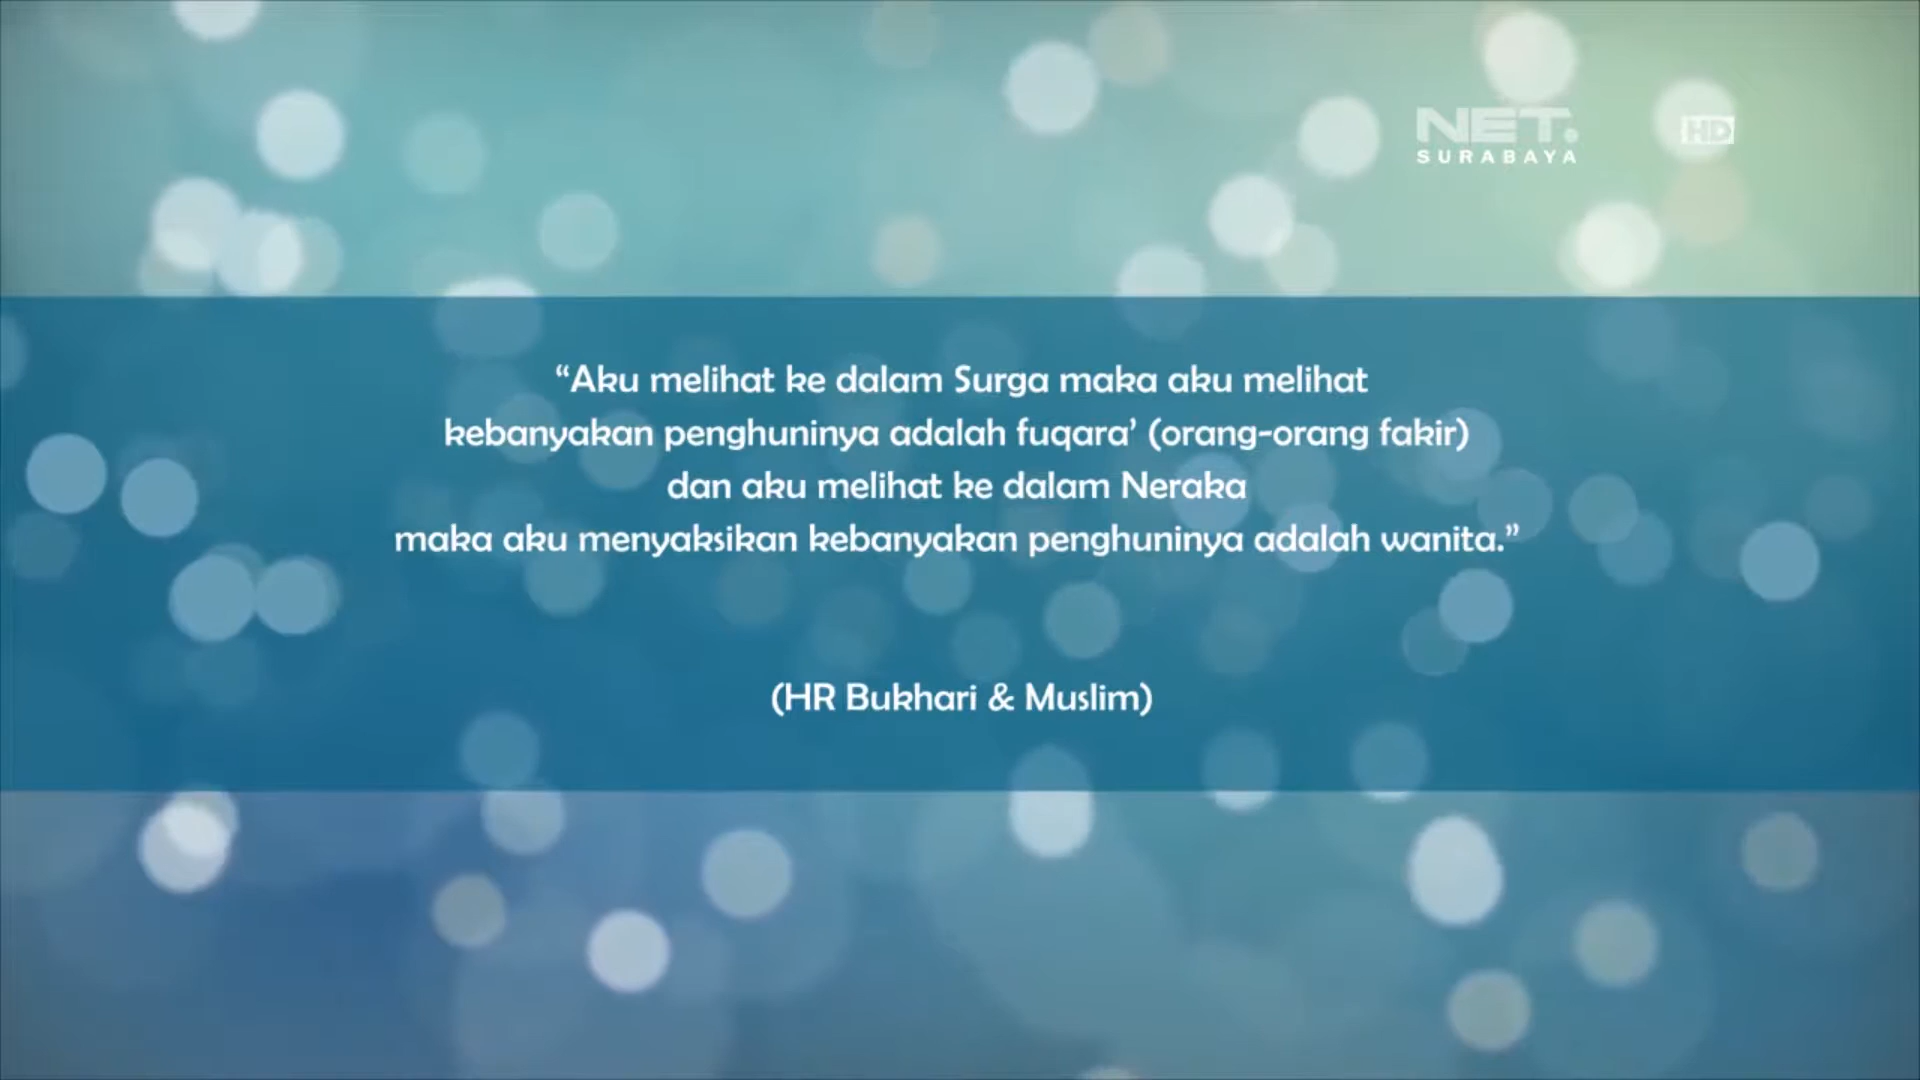 NET.
SURABAYA
HD
“Aku melihat ke dalam Surga maka aku melihat
kebanyakan penghuninya adalah fuqara’ (orang-orang fakir)
dan aku melihat ke dalam Neraka
maka aku menyaksikan kebanyakan penghuninya adalah wanita.”
(HR Bukhari & Muslim)